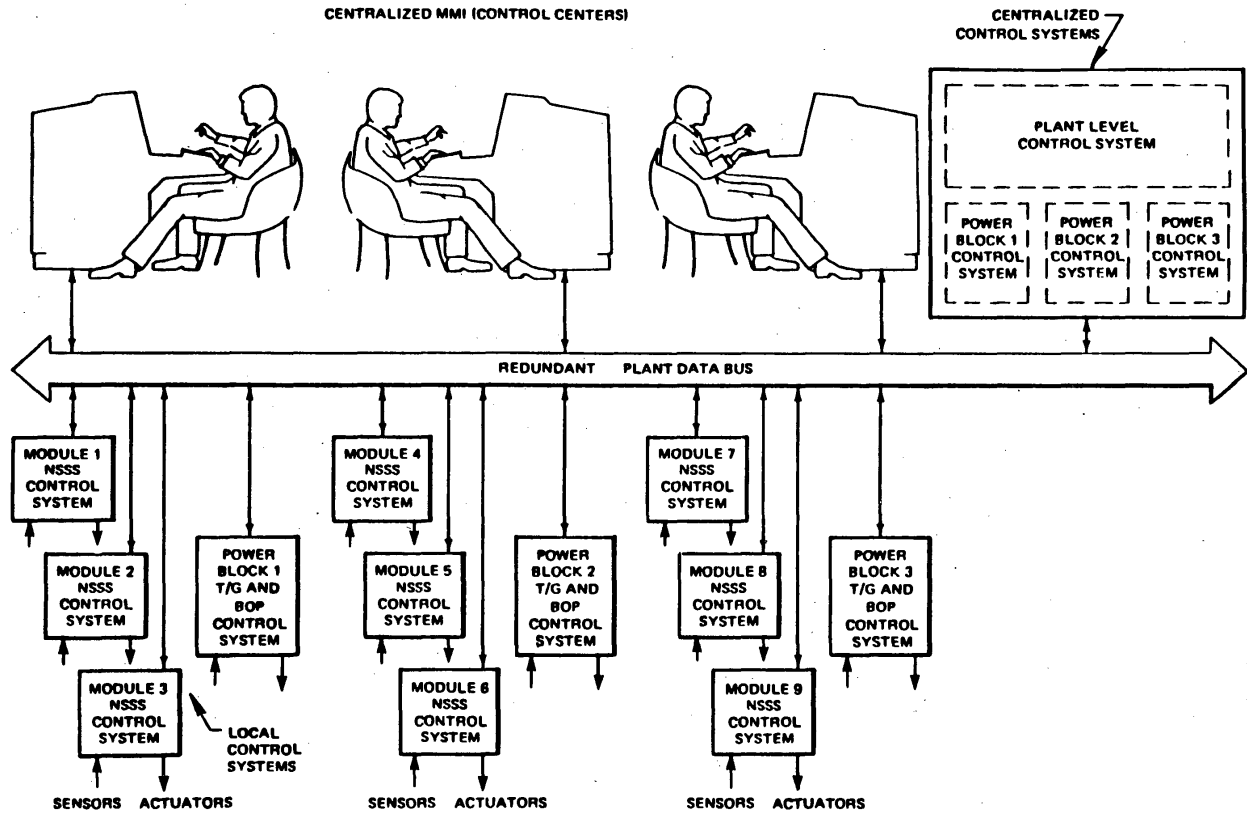 CENTRALIZED MMI (CONTROL CENTERS)
CENTRALIZED
CONTROL SYSTEMS
PLANT LEVEL
CONTROL SYSTEM
POWER
BLOCK 1
CONTROL
SYSTEM
POWER
BLOCK 2
CONTROL
SYSTEM
POWER
BLOCK 3
CONTROL
SYSTEM
REDUNDANT PLANT DATA BUS
MODULE 1
NSSS
CONTROL
SYSTEM
MODULE 2
NSSS
CONTROL
SYSTEM
MODULE 3
NSSS
CONTROL
SYSTEM
POWER
BLOCK 1
T/G AND
BOP
CONTROL
SYSTEM
LOCAL
CONTROL
SYSTEMS
SENSORS ACTUATORS
MODULE 4
NSSS
CONTROL
SYSTEM
MODULE 5
NSSS
CONTROL
SYSTEM
MODULE 6
NSSS
CONTROL
SYSTEM
POWER
BLOCK 2
T/G AND
BOP
CONTROL
SYSTEM
SENSORS ACTUATORS
MODULE 7
NSSS
CONTROL
SYSTEM
MODULE 8
NSSS
CONTROL
SYSTEM
MODULE 9
NSSS
CONTROL
SYSTEM
POWER
BLOCK 3
T/G AND
BOP
CONTROL
SYSTEM
SENSORS ACTUATORS